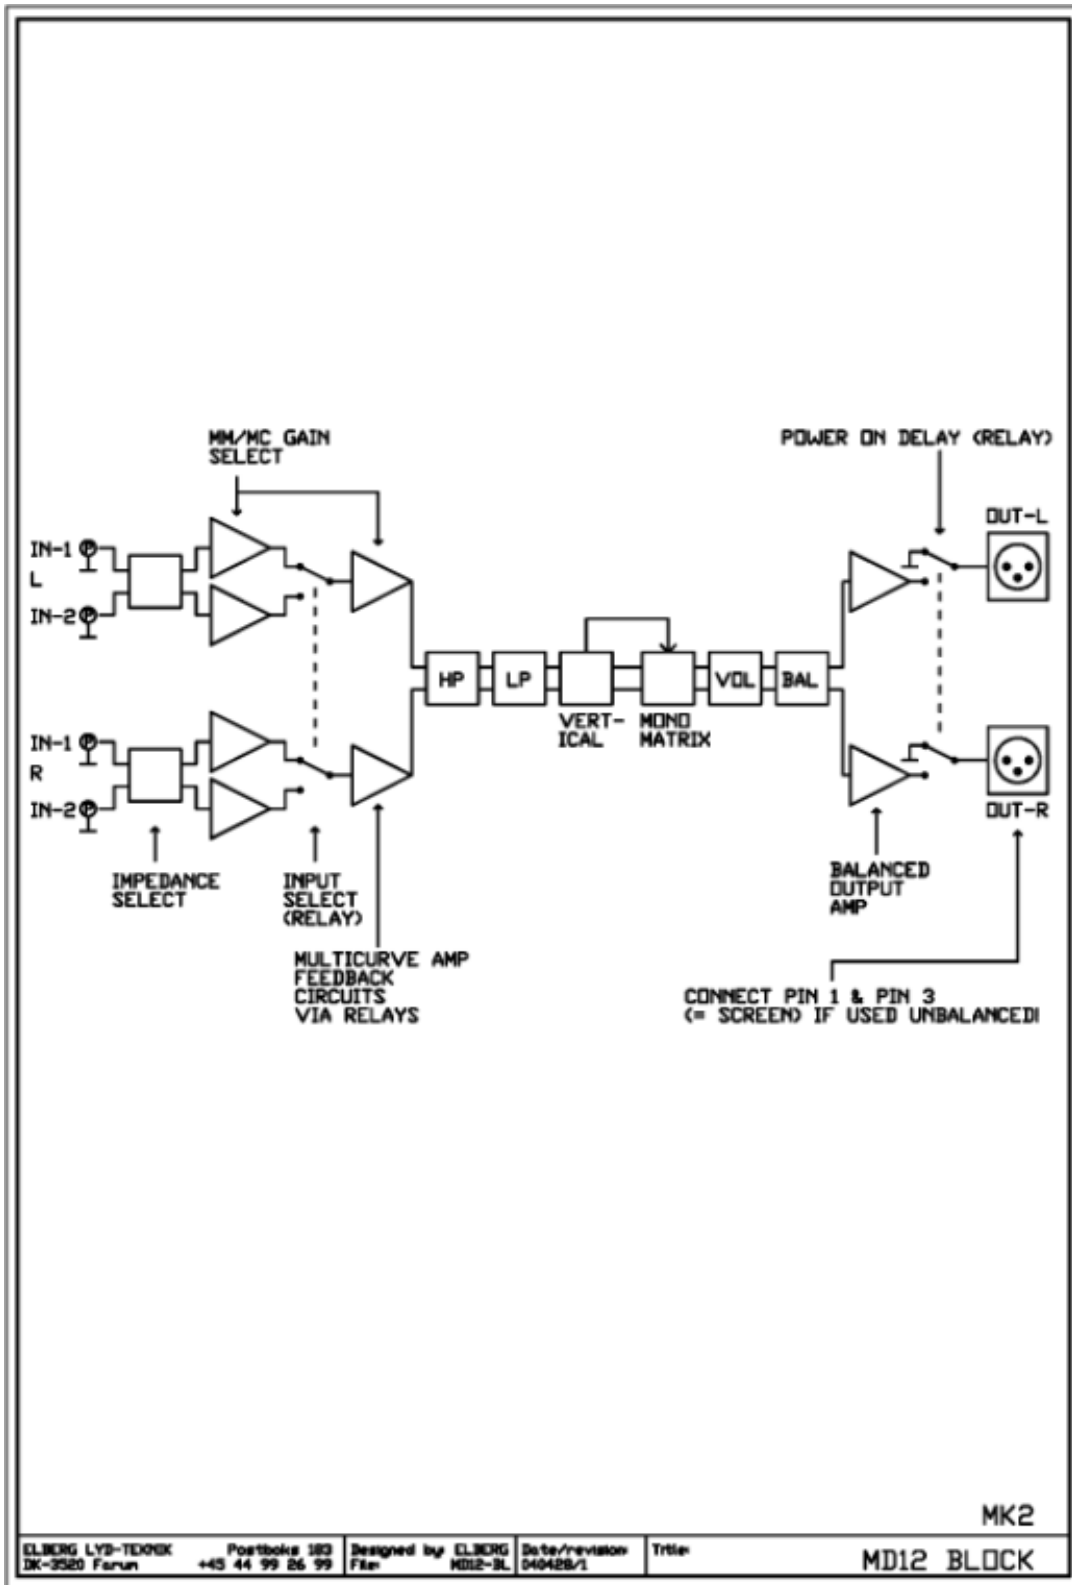 MM/MC GAIN
SELECT
POWER ON DELAY (RELAY)
OUT-L
IN-1
L
IN-2
HP
LP
VOL
BAL
VERT-
ICAL
MONO
MATRIX
IN-1
R
IN-2
OUT-R
IMPEDANCE
SELECT
INPUT
SELECT
(RELAY)
BALANCED
OUTPUT
AMP
MULTICURVE AMP
FEEDBACK
CIRCUITS
VIA RELAYS
CONNECT PIN 1 & PIN 3
(= SCREEN) IF USED UNBALANCED!
MK2
ELBERG LYD-TEKNIK Postboks 183
DK-3520 Farum +45 44 99 26 99
Designed by: ELBERG
File: MD12-BL
Date/revision:
040428/1
Title:
MD12 BLOCK